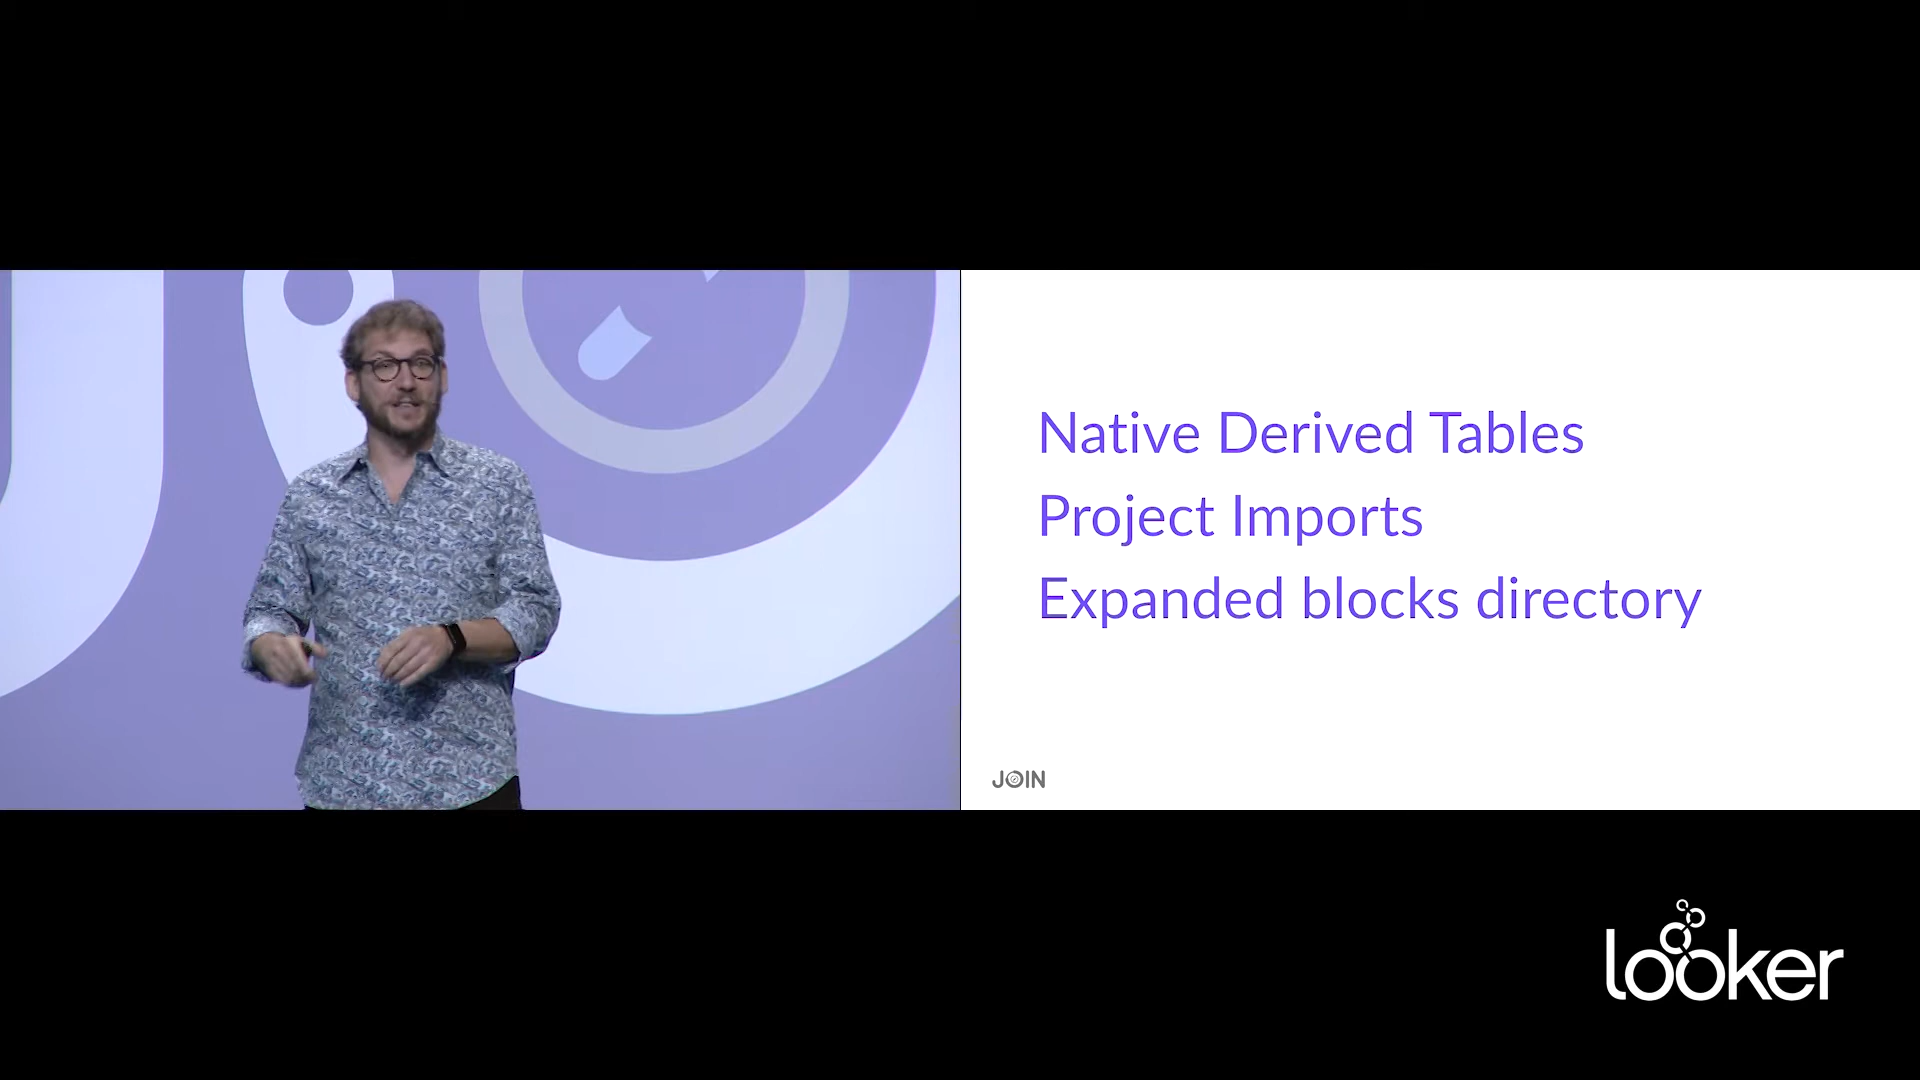 Native Derived Tables
Project Imports
Expanded blocks directory
JOIN
looker